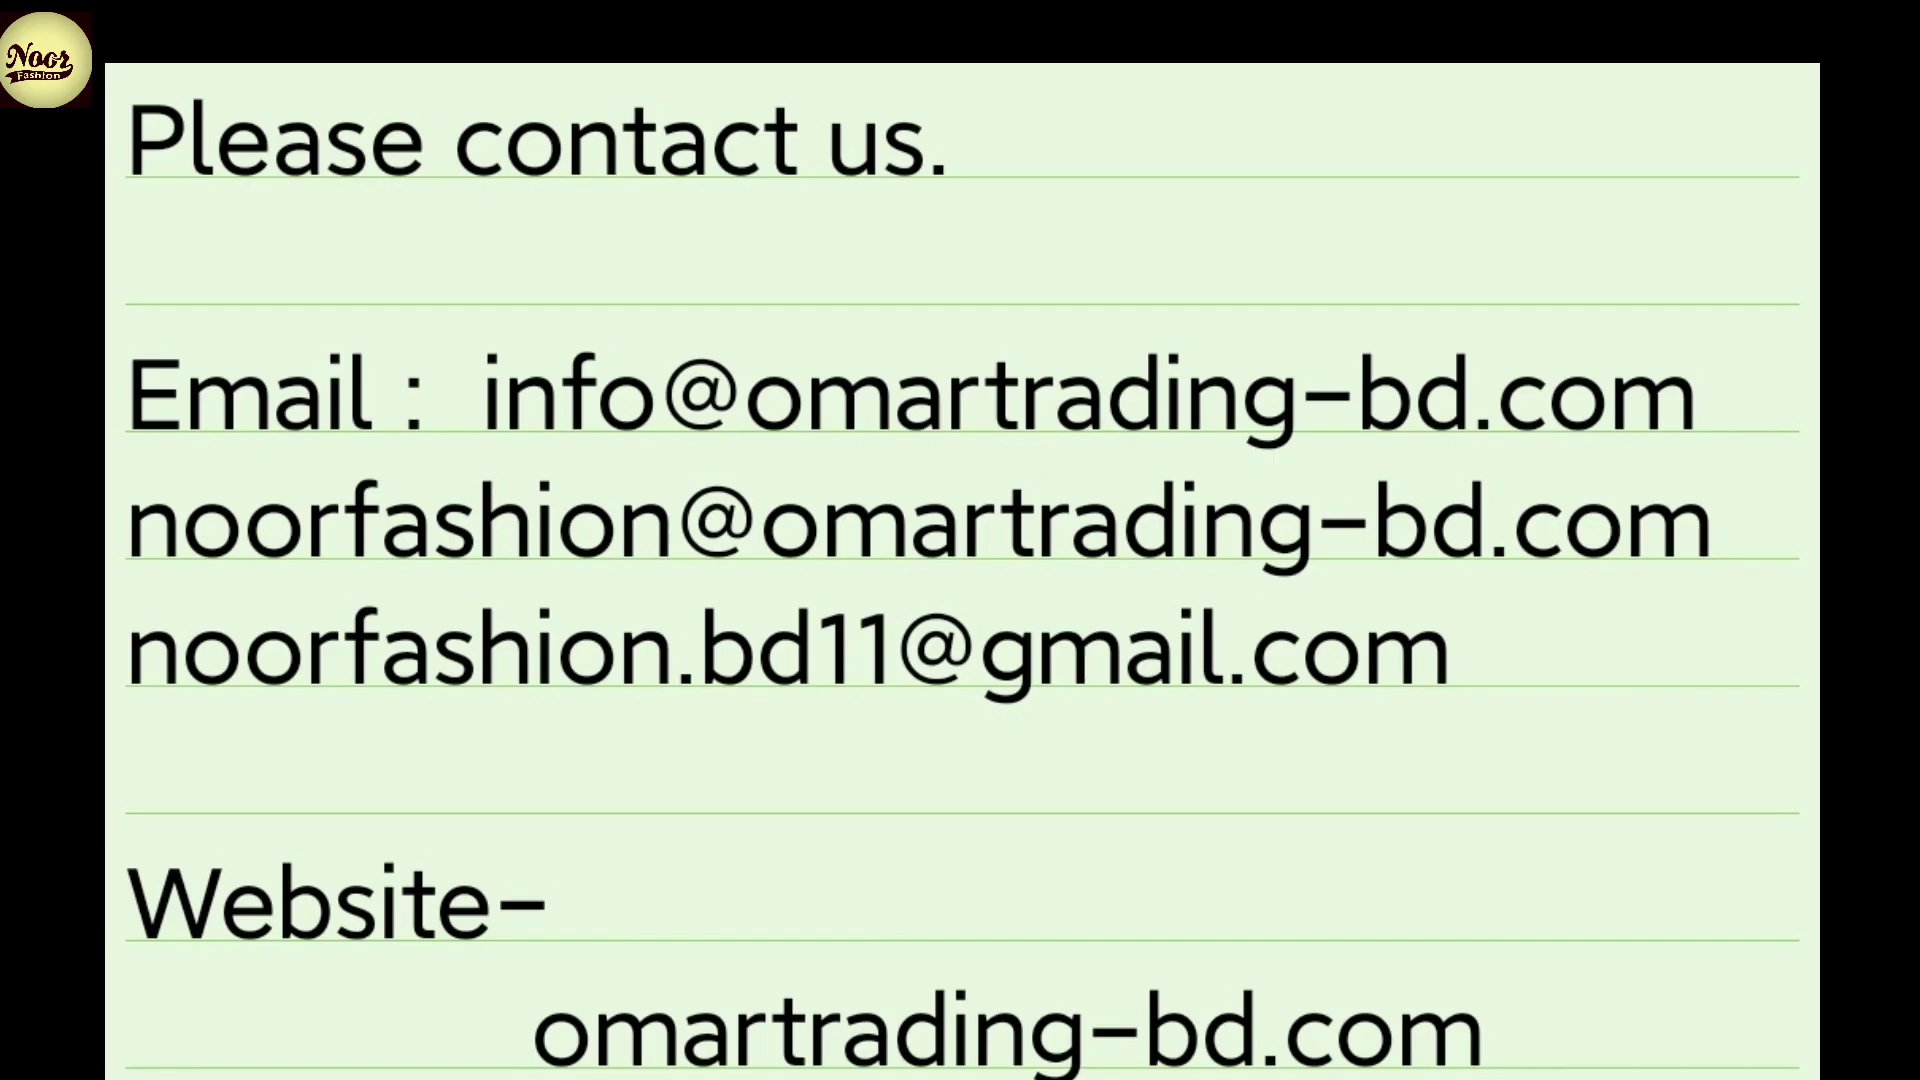 Noor
Fashion
Please contact us.
Email : info@omartrading-bd.com
noorfashion@omartrading-bd.com
noorfashion.bd11@gmail.com
Website-
omartrading-bd.com